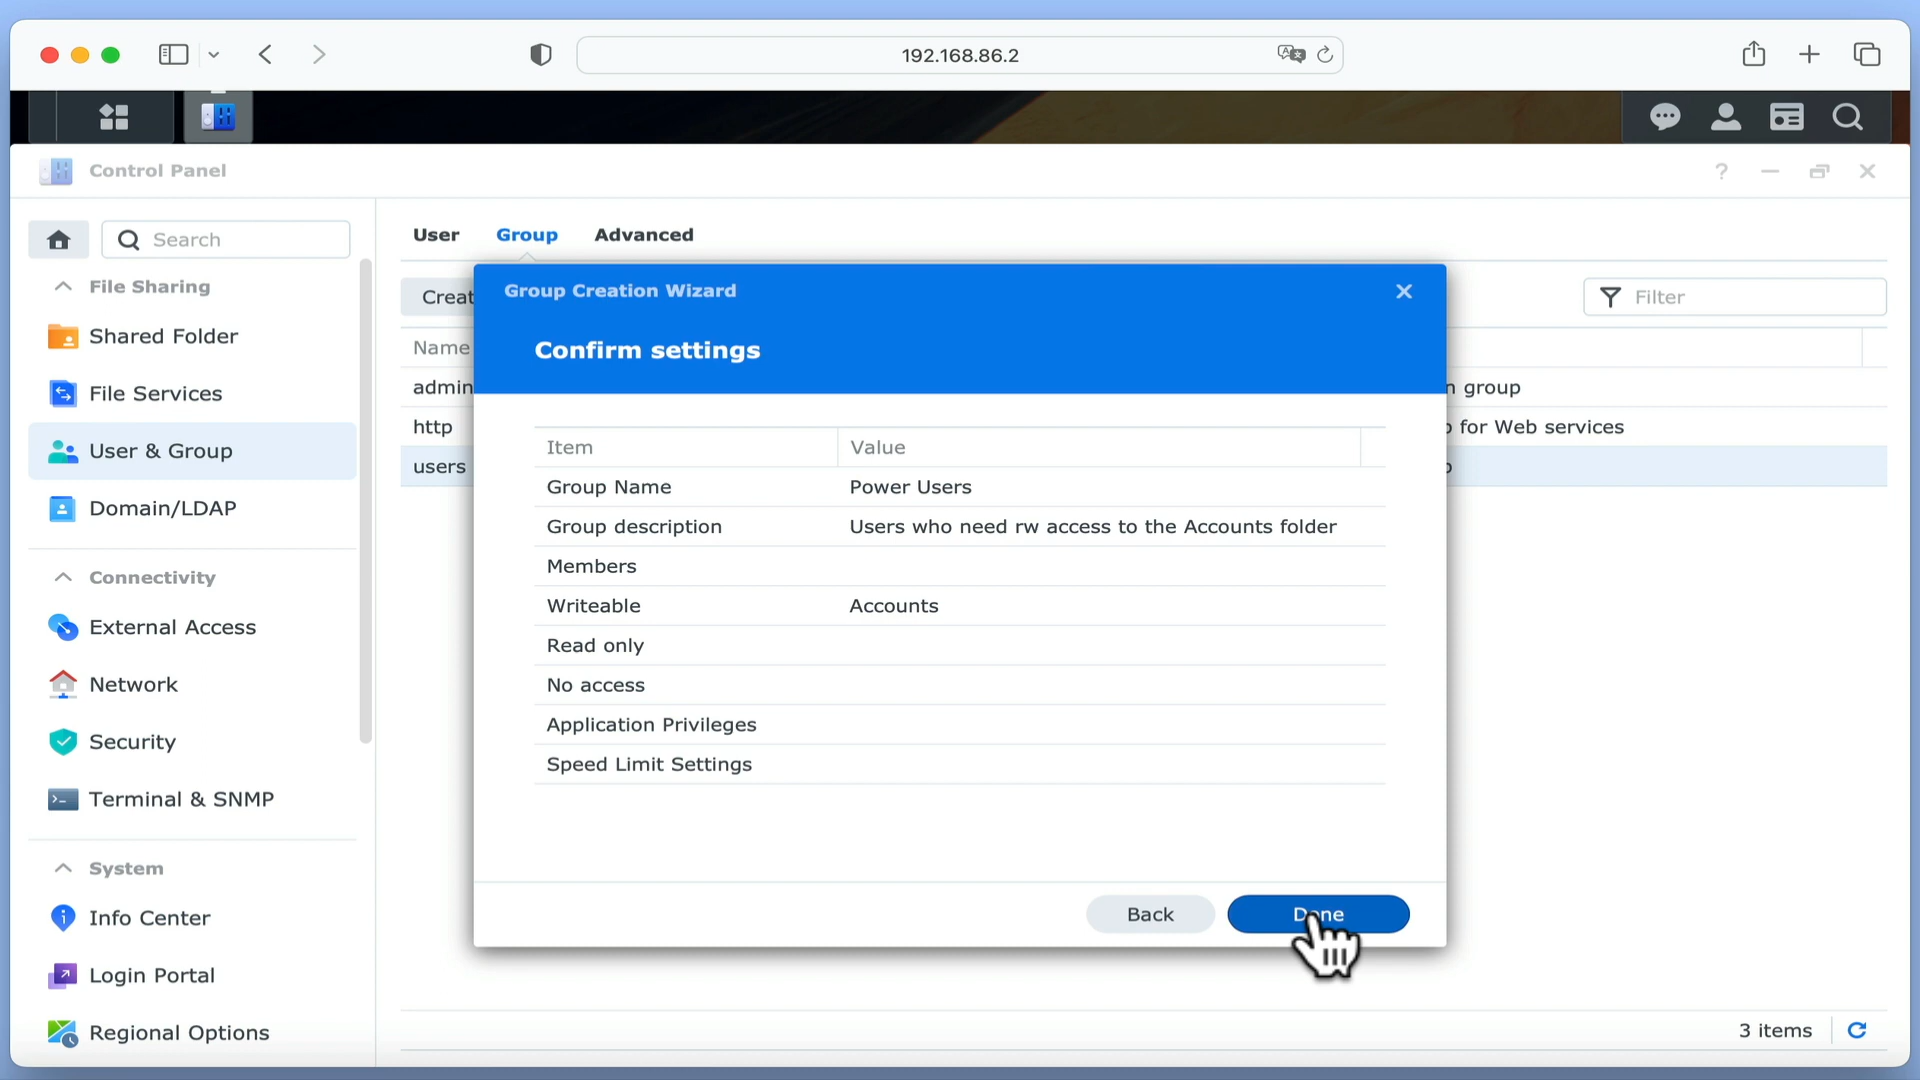 192.168.86.2
Control Panel
Search
File Sharing
Shared Folder
File Services
User & Group
Domain/LDAP
Connectivity
External Access
Network
Security
Terminal & SNMP
System
Info Center
Login Portal
Regional Options
User Group Advanced
Creat
Filter
Name
admin
group
http
for Web services
users
Group Creation Wizard
Confirm settings
Item Value
Group Name Power Users
Group description Users who need rw access to the Accounts folder
Members
Writeable Accounts
Read only
No access
Application Privileges
Speed Limit Settings
Back Done
3 items